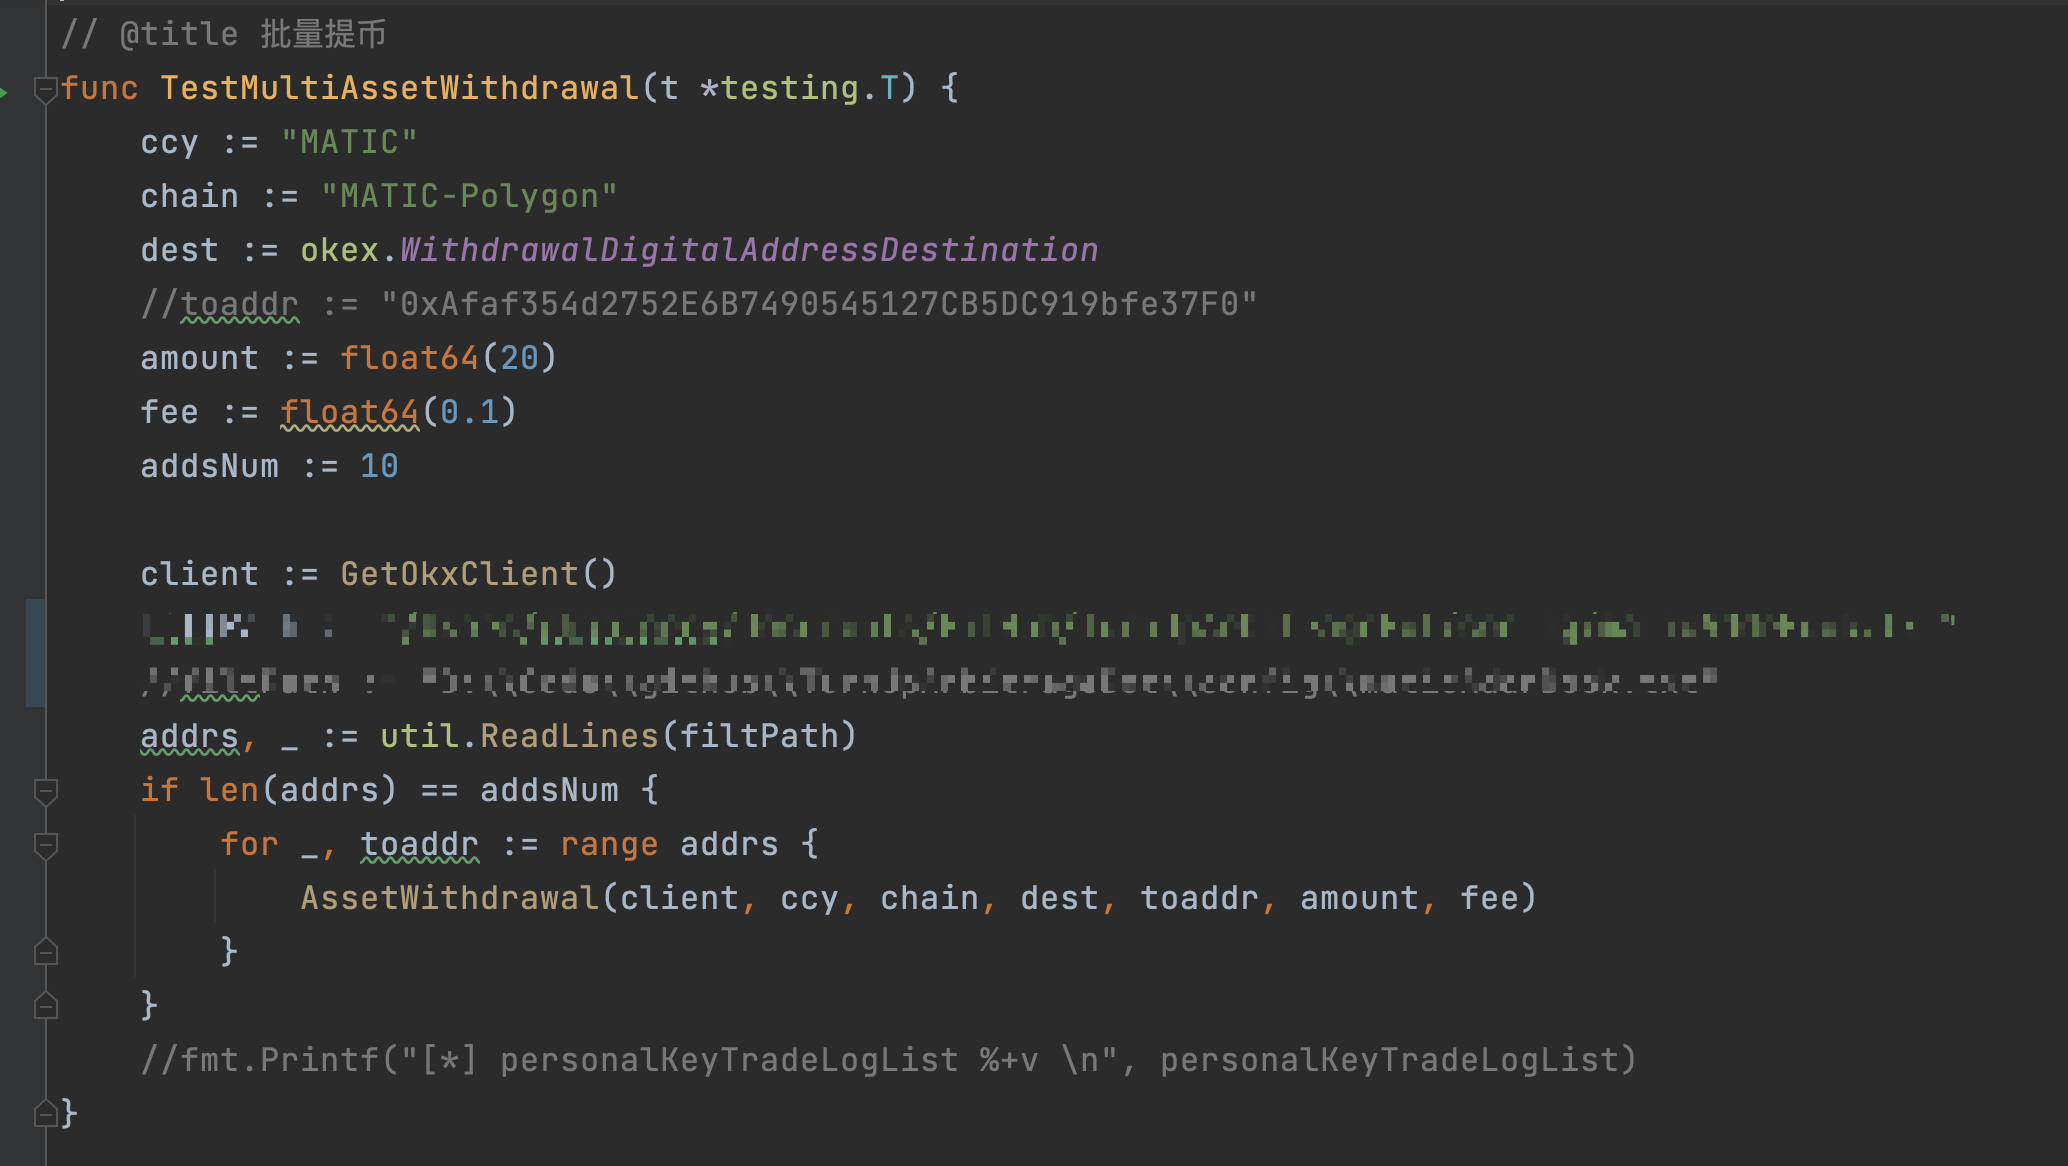 // @title 批量提币
func TestMultiAssetWithdrawal(t *testing.T) {
    ccy := "MATIC"
    chain := "MATIC-Polygon"
    dest := okex.WithdrawalDigitalAddressDestination
    //toaddr := "0xAfaf354d2752E6B7490545127CB5DC919bfe37F0"
    amount := float64(20)
    fee := float64(0.1)
    addsNum := 10
    client := GetOkxClient()
    addrs, _ := util.ReadLines(filtPath)
    if len(addrs) == addsNum {
        for _, toaddr := range addrs {
            AssetWithdrawal(client, ccy, chain, dest, toaddr, amount, fee)
        }
    }
    //fmt.Printf("[*] personalKeyTradeLogList %+v \n", personalKeyTradeLogList)
}